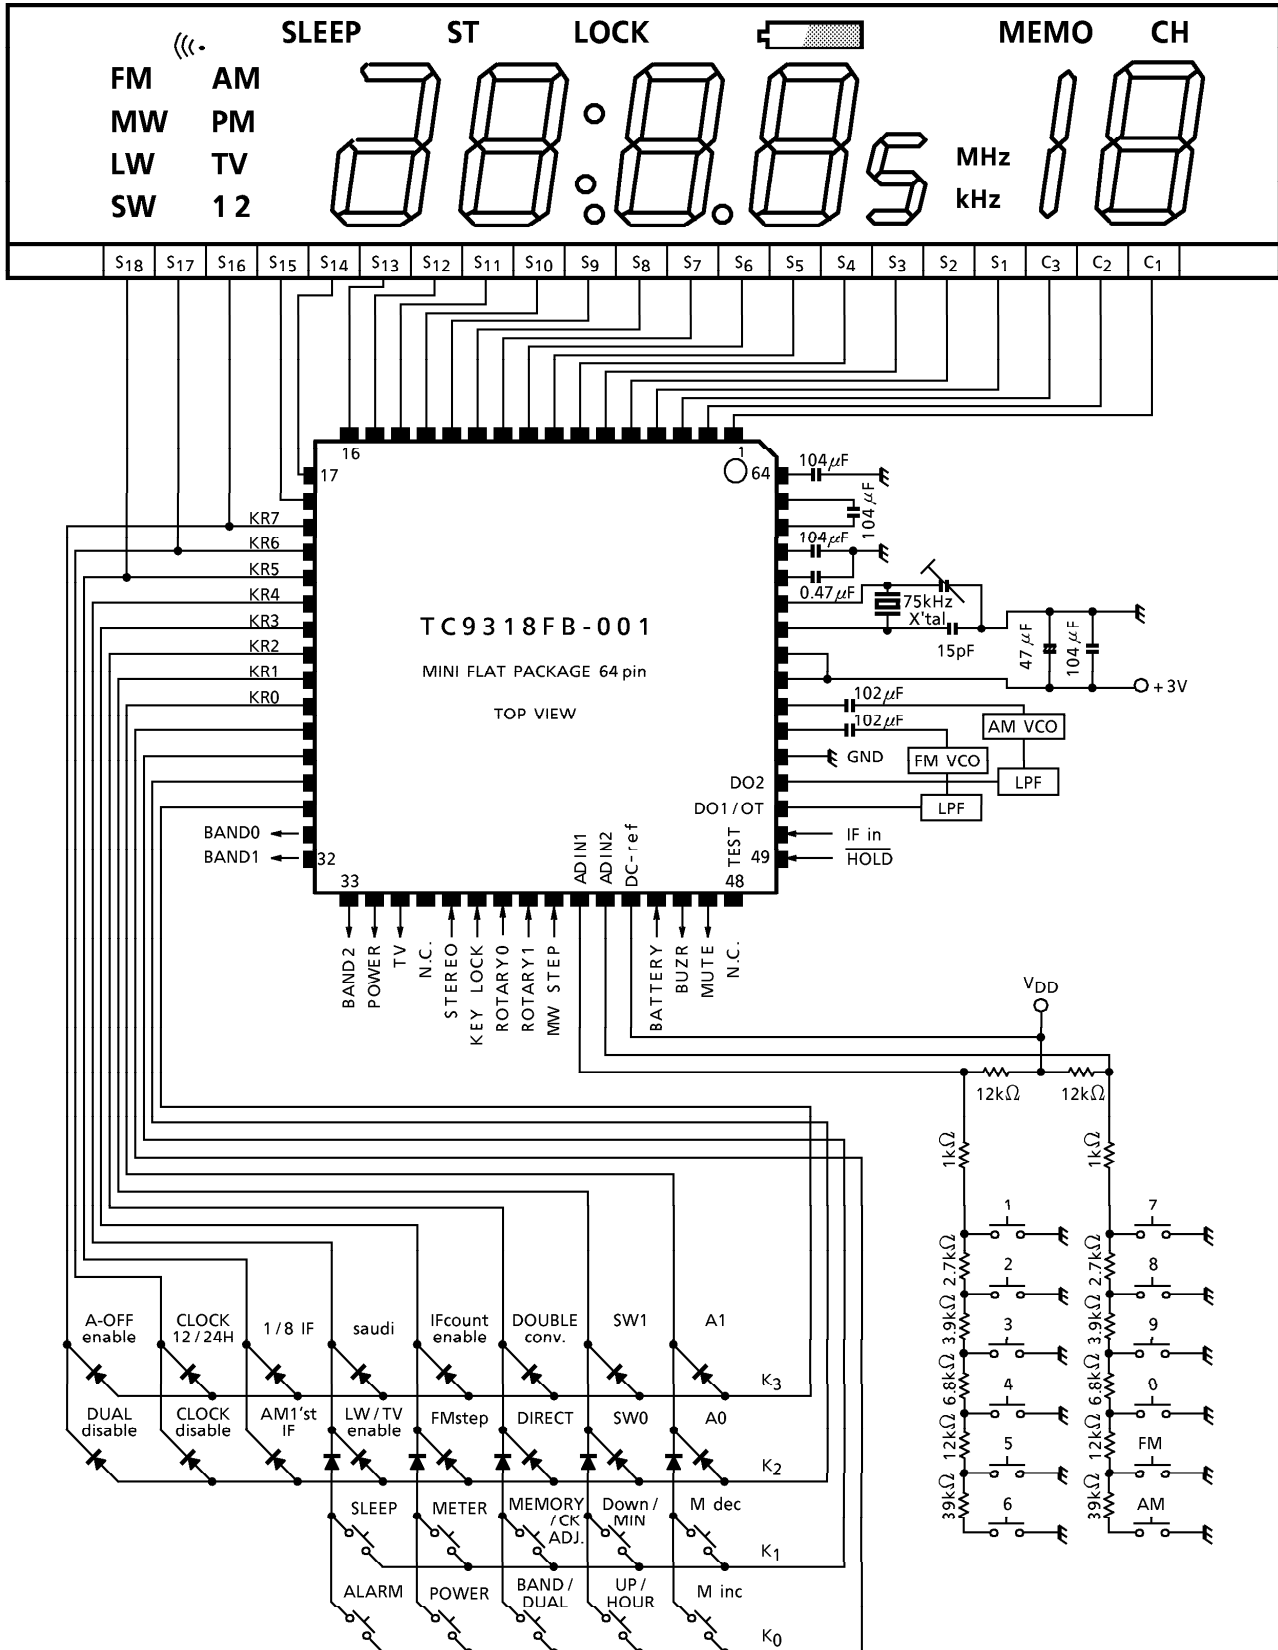 SLEEP ST LOCK MEMO CH
FM AM
MW PM
LW TV MHz
SW 1 2 kHz
28:8.8 5 18
S18 S17 S16 S15 S14 S13 S12 S11 S10 S9 S8 S7 S6 S5 S4 S3 S2 S1 C3 C2 C1
16 1
17 64
104μF
104μF
104μF
0.47μF
KR7
KR6
KR5
KR4
KR3
KR2
KR1
KR0
TC9318FB-001
MINI FLAT PACKAGE 64pin
TOP VIEW
75kHz
X'tal
15pF
47μF
104μF
+3V
102μF
102μF
AM VCO
GND
FM VCO
DO2
LPF
DO1/OT
LPF
BAND0
BAND1
32
33
ADIN1
ADIN2
DC-ref
TEST
49
48
IF in
HOLD
BAND2
POWER
TV
N.C.
STEREO
KEY LOCK
ROTARY0
ROTARY1
MW STEP
BATTERY
BUZR
MUTE
N.C.
VDD
12kΩ 12kΩ
1kΩ 1kΩ
1 7
2.7kΩ 2.7kΩ
2 8
3.9kΩ 3.9kΩ
3 9
6.8kΩ 6.8kΩ
4 0
12kΩ 12kΩ
5 FM
39kΩ 39kΩ
6 AM
A-OFF
enable
CLOCK
12/24H
1/8 IF
saudi
IFcount
enable
DOUBLE
conv.
SW1
A1
K3
DUAL
disable
CLOCK
disable
AM1'st
IF
LW/TV
enable
FMstep
DIRECT
SW0
A0
K2
SLEEP
METER
MEMORY
/CK
ADJ.
Down/
MIN
M dec
K1
ALARM
POWER
BAND/
DUAL
UP/
HOUR
M inc
K0